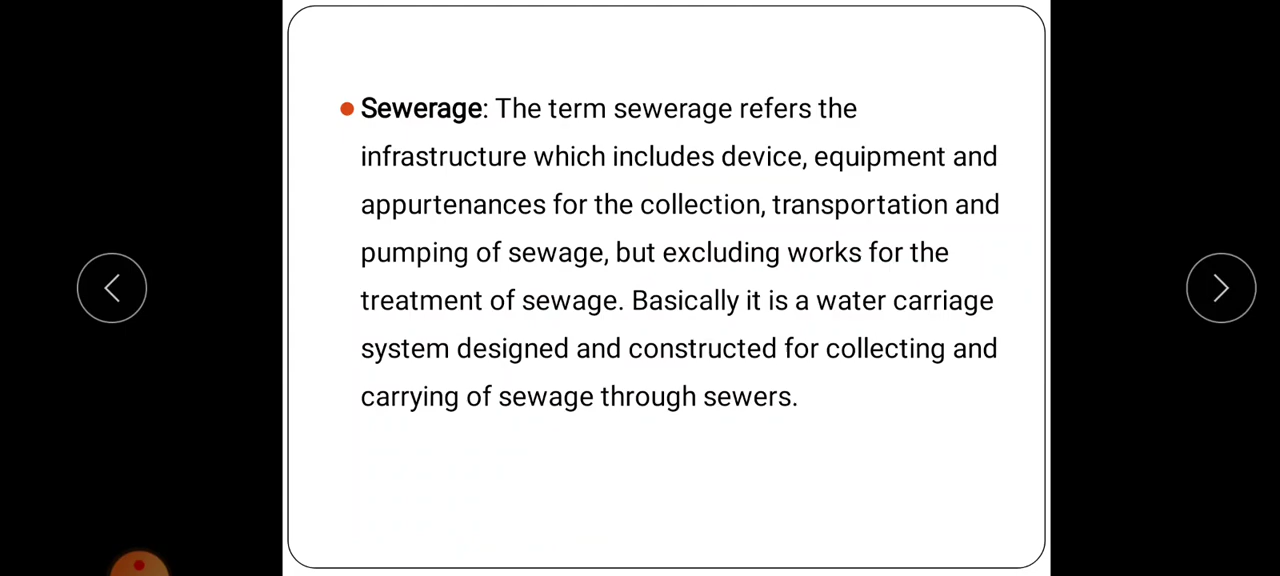 Sewerage: The term sewerage refers the
infrastructure which includes device, equipment and
appurtenances for the collection, transportation and
pumping of sewage, but excluding works for the
treatment of sewage. Basically it is a water carriage
system designed and constructed for collecting and
carrying of sewage through sewers.